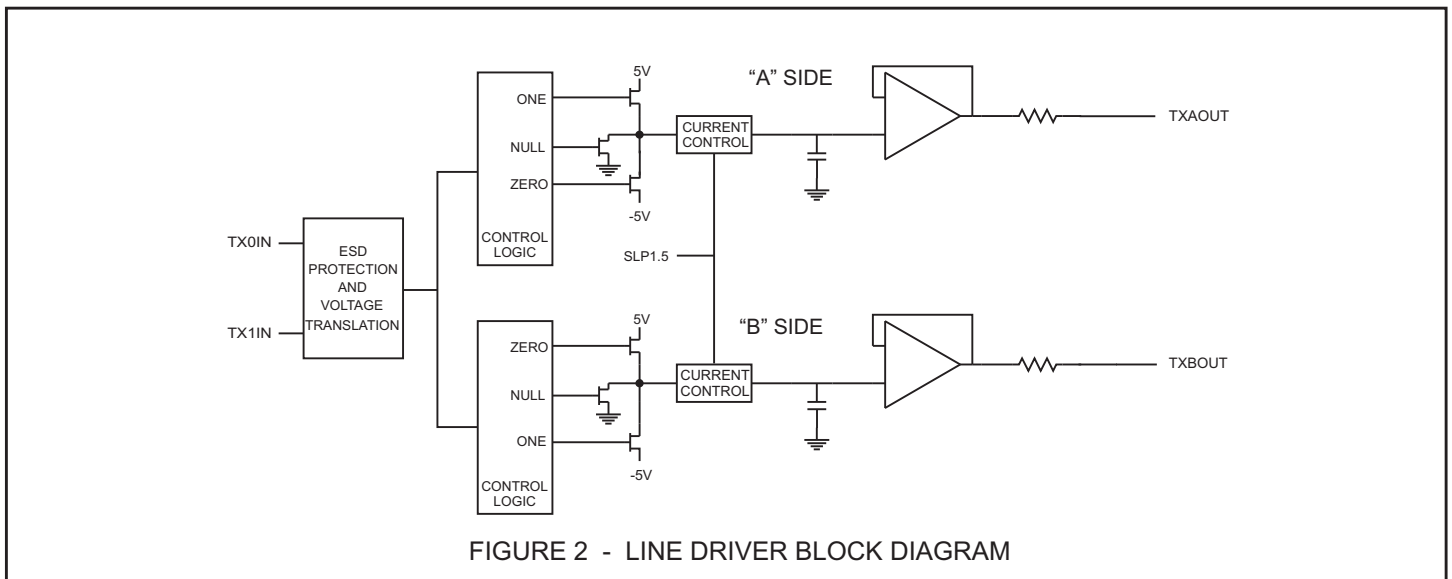 5V
"A" SIDE
ONE
CURRENT
CONTROL
TXAOUT
NULL
ZERO
-5V
CONTROL
LOGIC
TX0IN
ESD
PROTECTION
AND
VOLTAGE
TRANSLATION
TX1IN
SLP1.5
5V
"B" SIDE
ZERO
CURRENT
CONTROL
TXBOUT
NULL
ONE
-5V
CONTROL
LOGIC
FIGURE 2 - LINE DRIVER BLOCK DIAGRAM